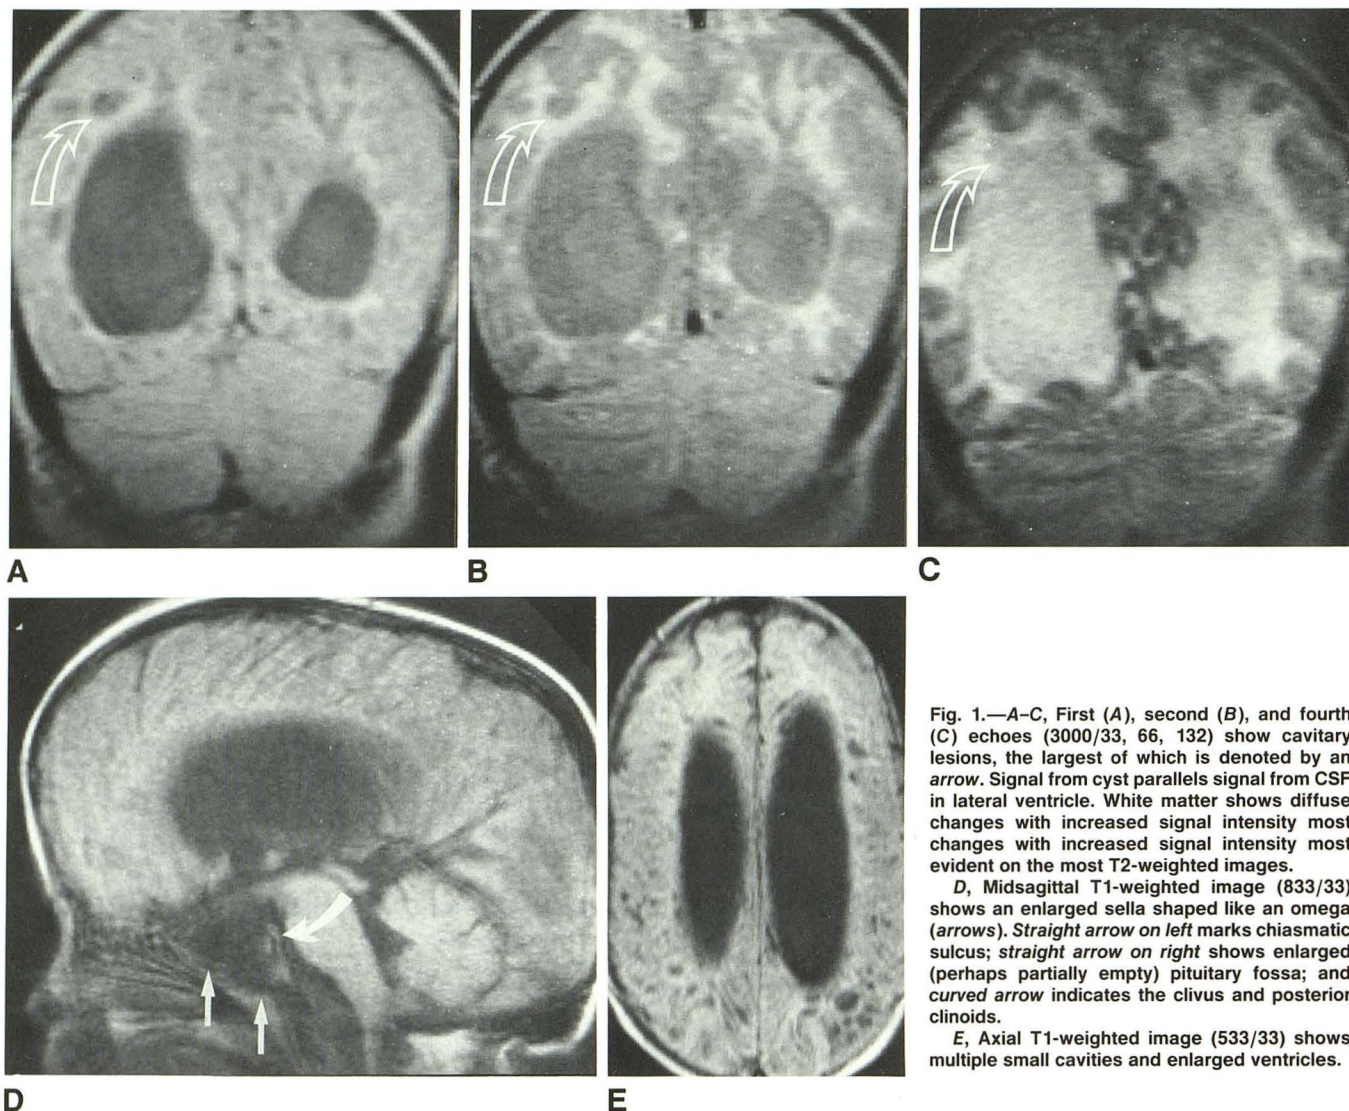 A
B
C
D
E
Fig. 1.—A–C, First (A), second (B), and fourth
(C) echoes (3000/33, 66, 132) show cavitary
lesions, the largest of which is denoted by an
arrow. Signal from cyst parallels signal from CSF
in lateral ventricle. White matter shows diffuse
changes with increased signal intensity most
changes with increased signal intensity most
evident on the most T2-weighted images.
D, Midsagittal T1-weighted image (833/33)
shows an enlarged sella shaped like an omega
(arrows). Straight arrow on left marks chiasmatic
sulcus; straight arrow on right shows enlarged
(perhaps partially empty) pituitary fossa; and
curved arrow indicates the clivus and posterior
clinoids.
E, Axial T1-weighted image (533/33) shows
multiple small cavities and enlarged ventricles.